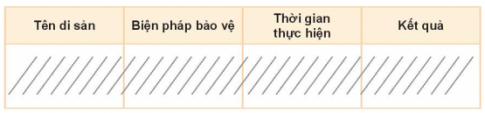 Tên di sản
Biện pháp bảo vệ
Thời gian
thực hiện
Kết quả